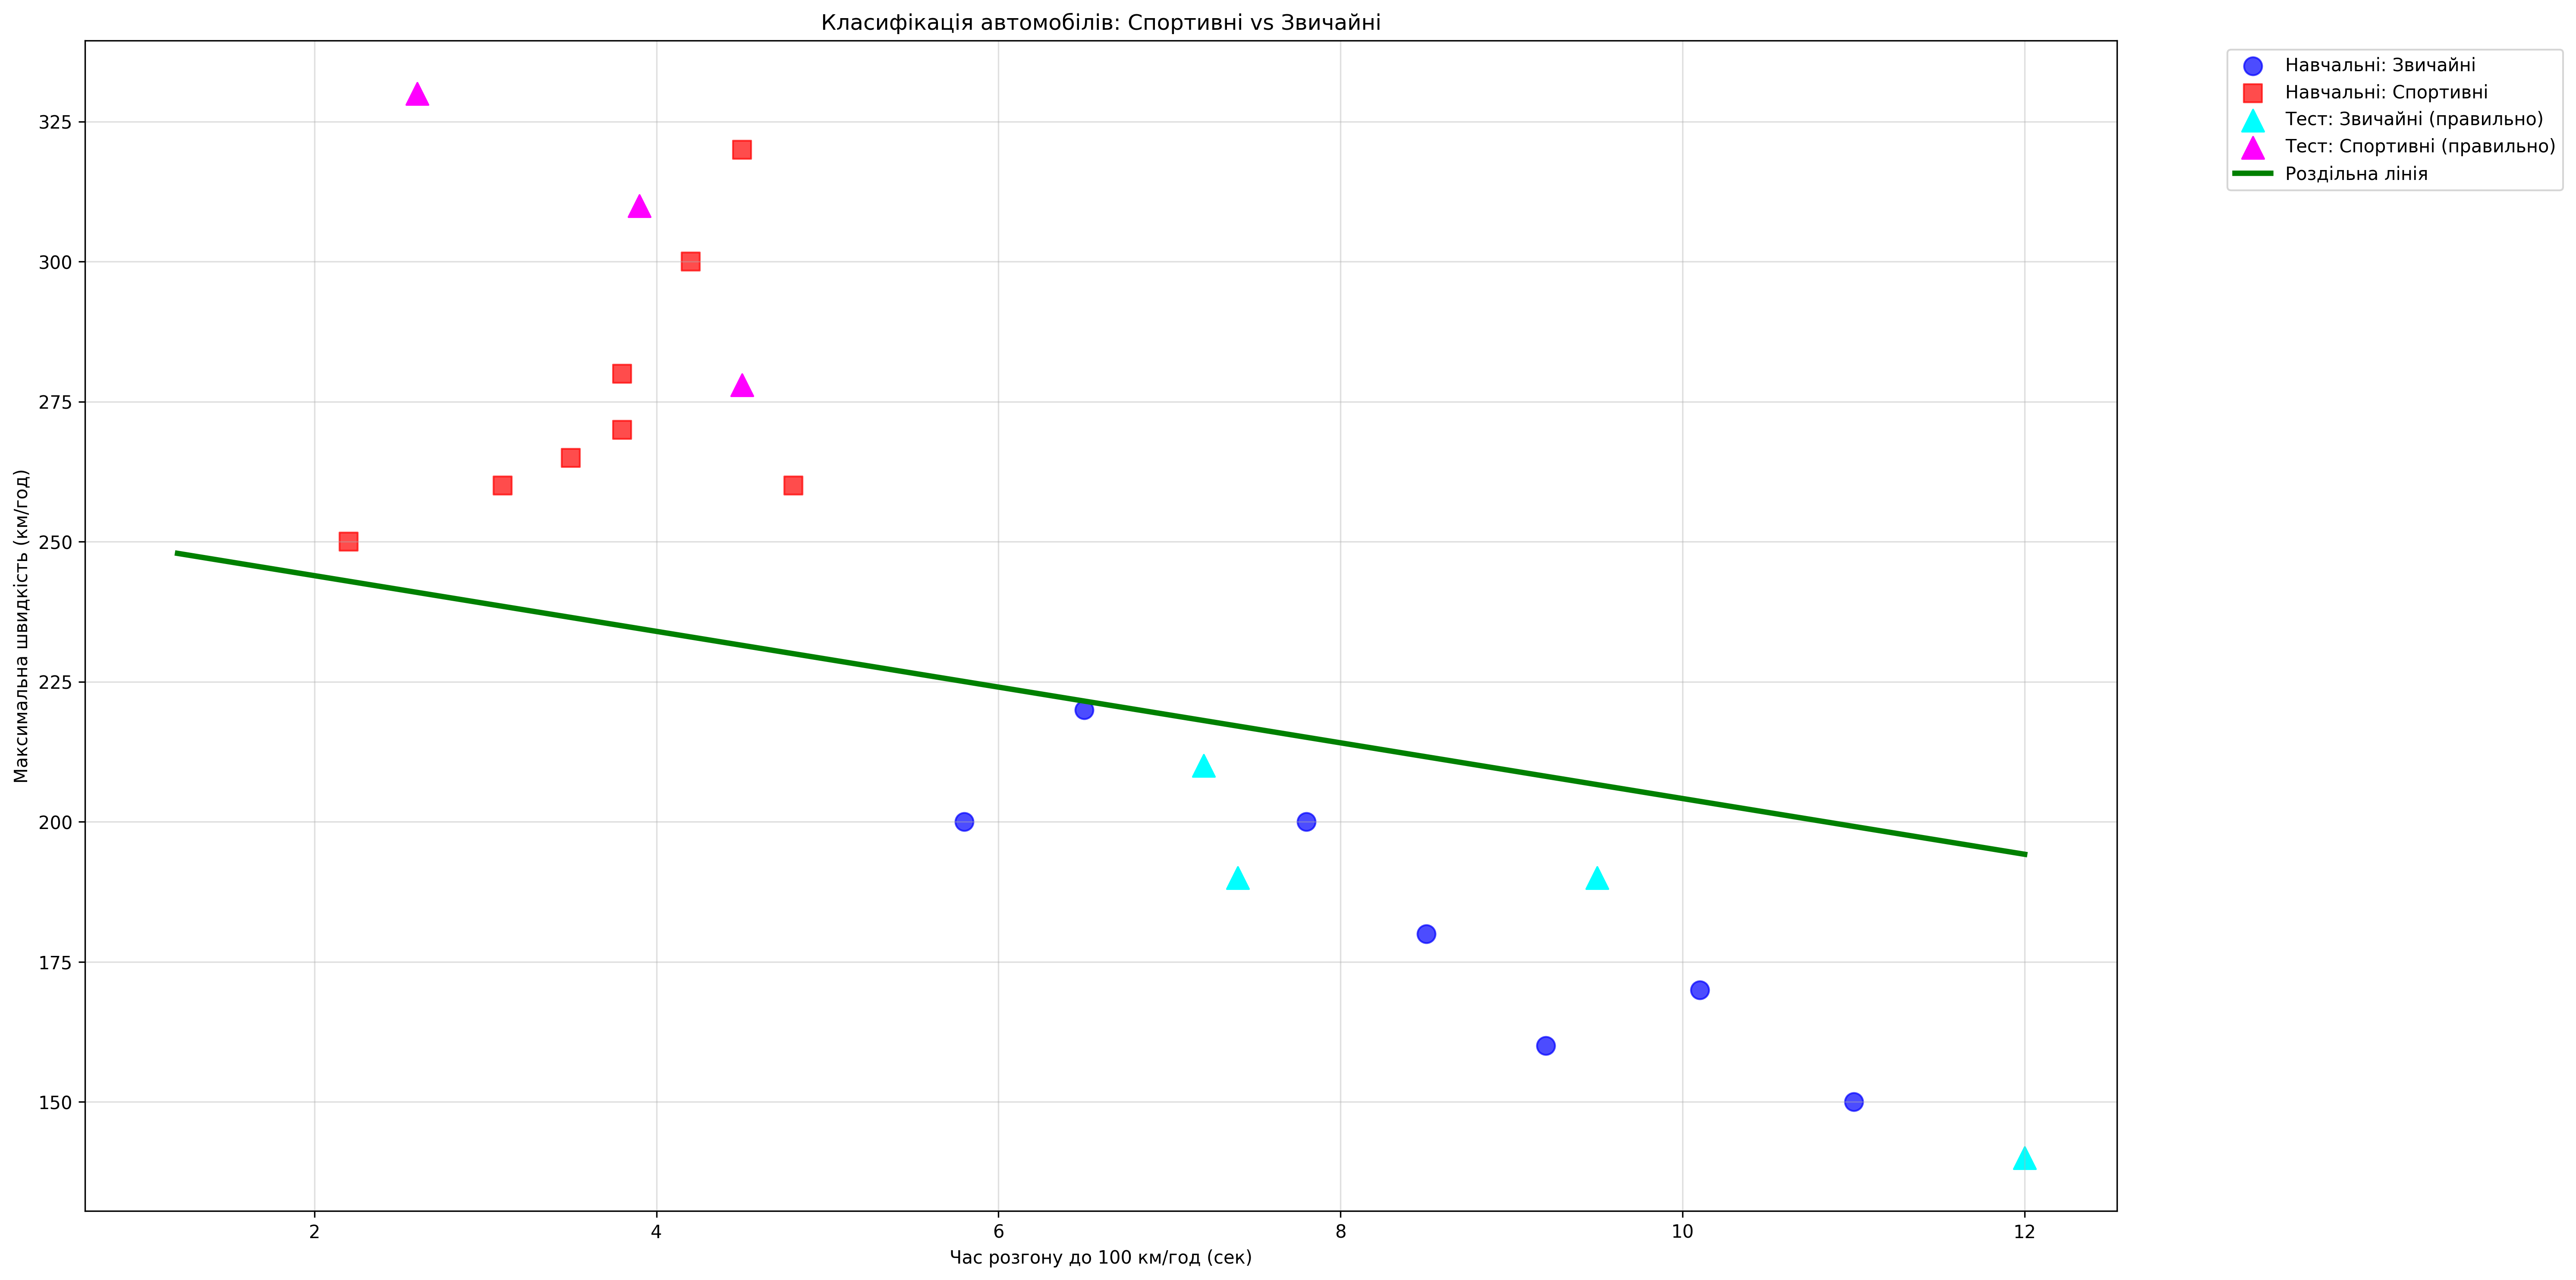 Класифікація автомобілів: Спортивні vs Звичайні
Навчальні: Звичайні
Навчальні: Спортивні
Тест: Звичайні (правильно)
Тест: Спортивні (правильно)
Роздільна лінія
Максимальна швидкість (км/год)
325
300
275
250
225
200
175
150
2 4 6 8 10 12
Час розгону до 100 км/год (сек)